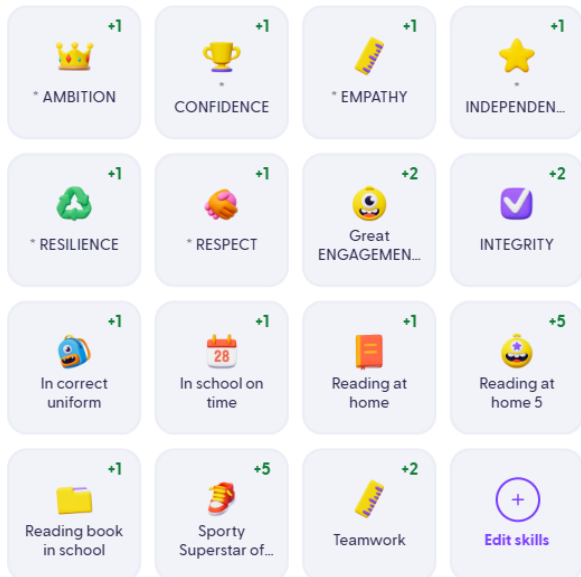 +1
* AMBITION
+1
*
CONFIDENCE
+1
* EMPATHY
+1
*
INDEPENDEN...
+1
* RESILIENCE
+1
* RESPECT
+2
Great
ENGAGEMEN...
+2
INTEGRITY
+1
In correct
uniform
+1
28
In school on
time
+1
Reading at
home
+5
Reading at
home 5
+1
Reading book
in school
+5
Sporty
Superstar of...
+2
Teamwork
+
Edit skills